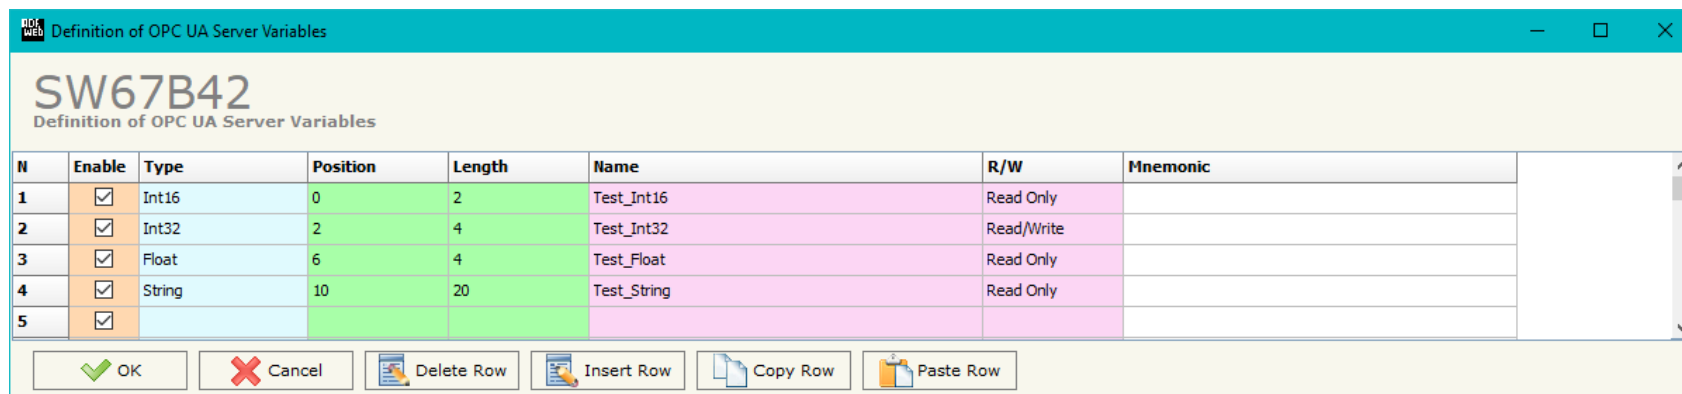 ADF
WEB
Definition of OPC UA Server Variables
SW67B42
Definition of OPC UA Server Variables
N Enable Type Position Length Name R/W Mnemonic
1 Int16 0 2 Test_Int16 Read Only
2 Int32 2 4 Test_Int32 Read/Write
3 Float 6 4 Test_Float Read Only
4 String 10 20 Test_String Read Only
5
OK Cancel Delete Row Insert Row Copy Row Paste Row